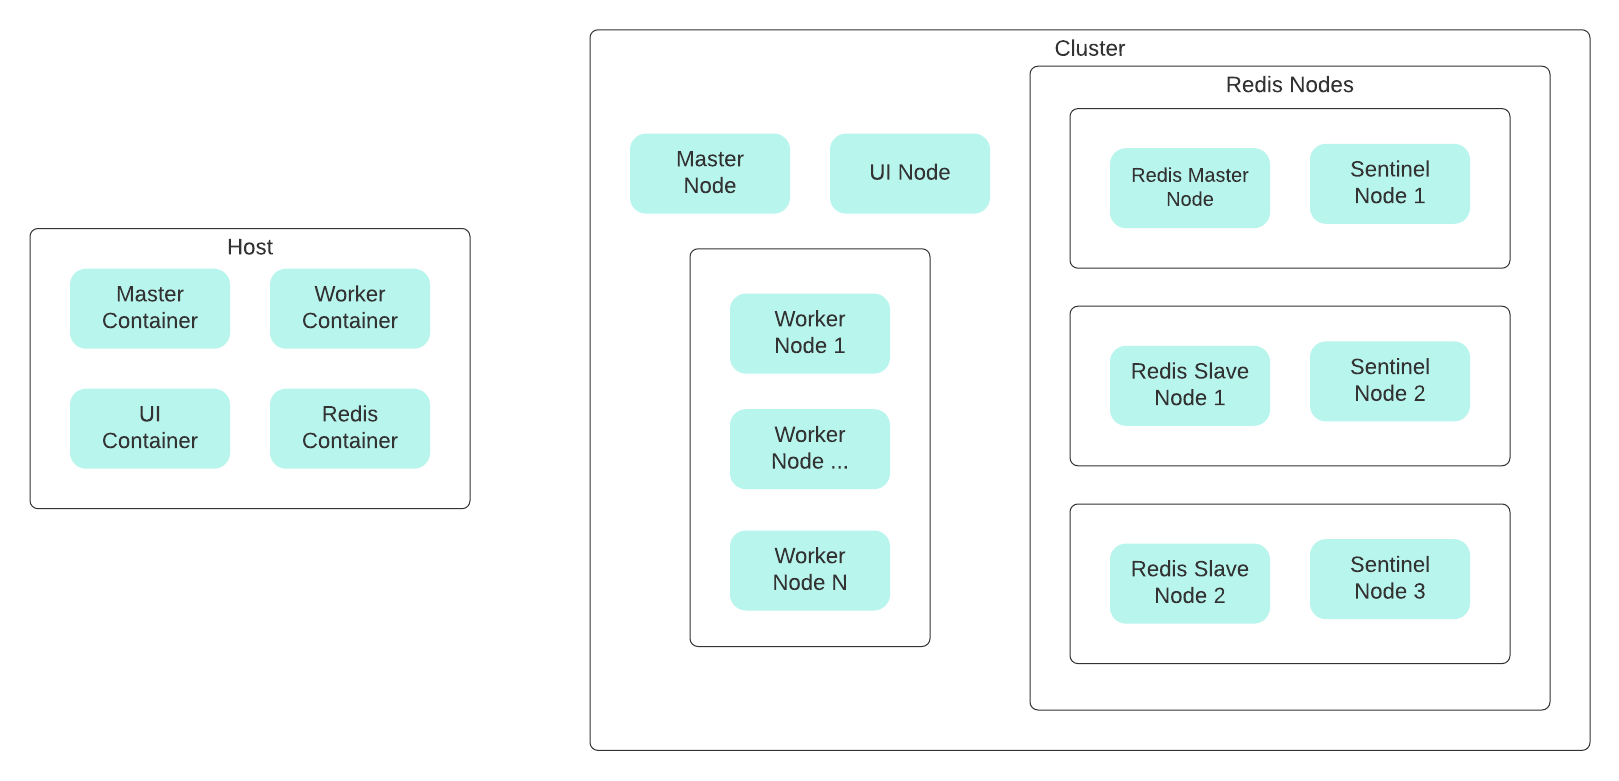 Host
Master
Container
Worker
Container
UI
Container
Redis
Container
Cluster
Master
Node
UI Node
Worker
Node 1
Worker
Node ...
Worker
Node N
Redis Nodes
Redis Master
Node
Sentinel
Node 1
Redis Slave
Node 1
Sentinel
Node 2
Redis Slave
Node 2
Sentinel
Node 3